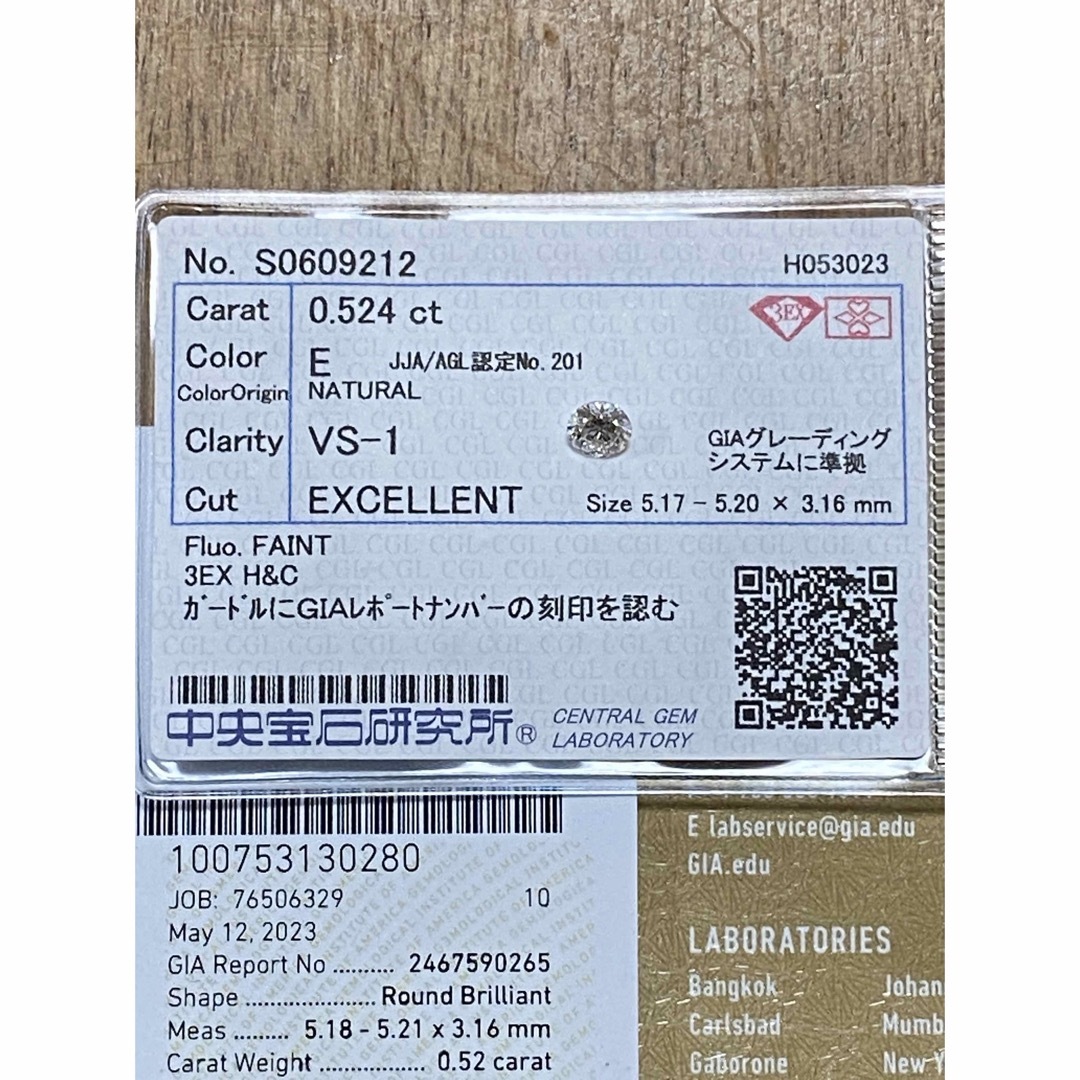 No. S0609212 H053023
Carat 0.524 ct
3EX
Color E JJA/AGL認定No.201
ColorOrigin NATURAL
Clarity VS-1
GIAグレーディング
システムに準拠
Cut EXCELLENT Size 5.17 - 5.20 × 3.16 mm
Fluo. FAINT
3EX H&C
ガードルにGIAレポートナンバーの刻印を認む
中央宝石研究所® CENTRAL GEM
LABORATORY
100753130280
JOB: 76506329 10
May 12, 2023
GIA Report No .......... 2467590265
Shape ................... Round Brilliant
Meas ......... 5.18 - 5.21 x 3.16 mm
Carat Weight .................. 0.52 carat
E labservice@gia.edu
GIA.edu
LABORATORIES
Bangkok Johan
Carlsbad Mumb
Gaborone New Y